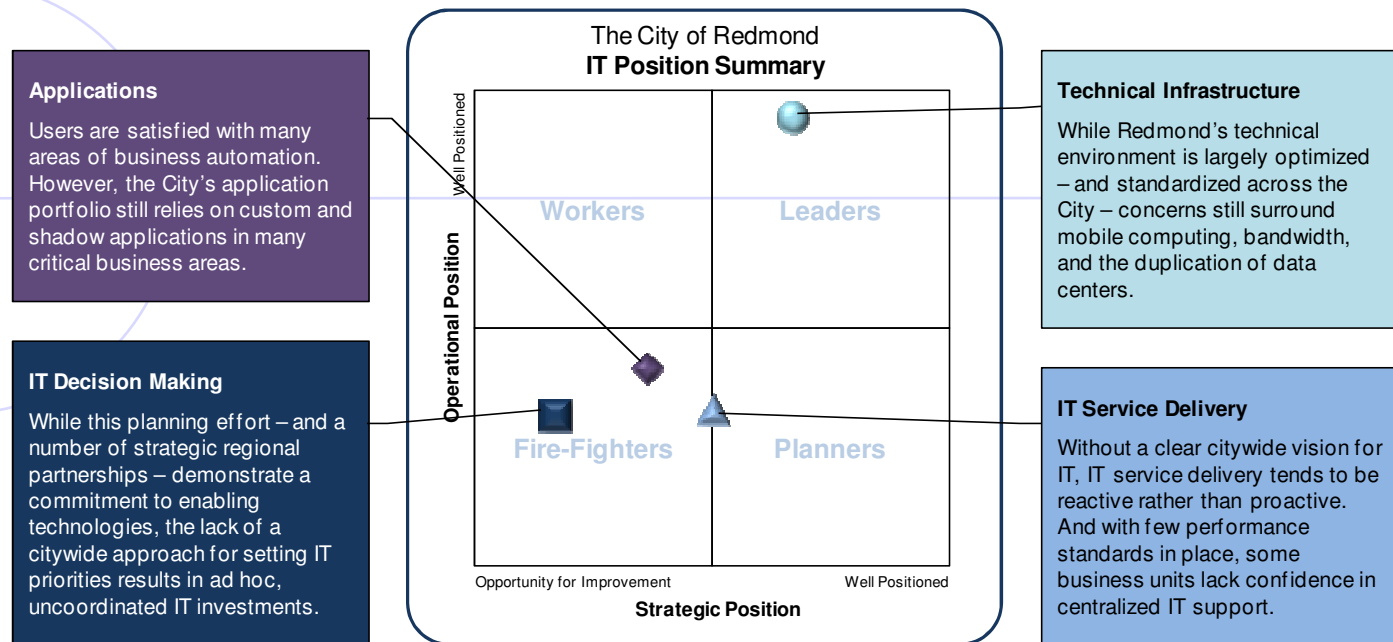 The City of Redmond
IT Position Summary
Applications
Users are satisfied with many
areas of business automation.
However, the City's application
portfolio still relies on custom and
shadow applications in many
critical business areas.
IT Decision Making
While this planning effort – and a
number of strategic regional
partnerships – demonstrate a
commitment to enabling
technologies, the lack of a
citywide approach for setting IT
priorities results in ad hoc,
uncoordinated IT investments.
Well Positioned
Operational Position
Workers
Leaders
Fire-Fighters
Planners
Opportunity for Improvement
Well Positioned
Strategic Position
Technical Infrastructure
While Redmond's technical
environment is largely optimized
– and standardized across the
City – concerns still surround
mobile computing, bandwidth,
and the duplication of data
centers.
IT Service Delivery
Without a clear citywide vision for
IT, IT service delivery tends to be
reactive rather than proactive.
And with few performance
standards in place, some
business units lack confidence in
centralized IT support.